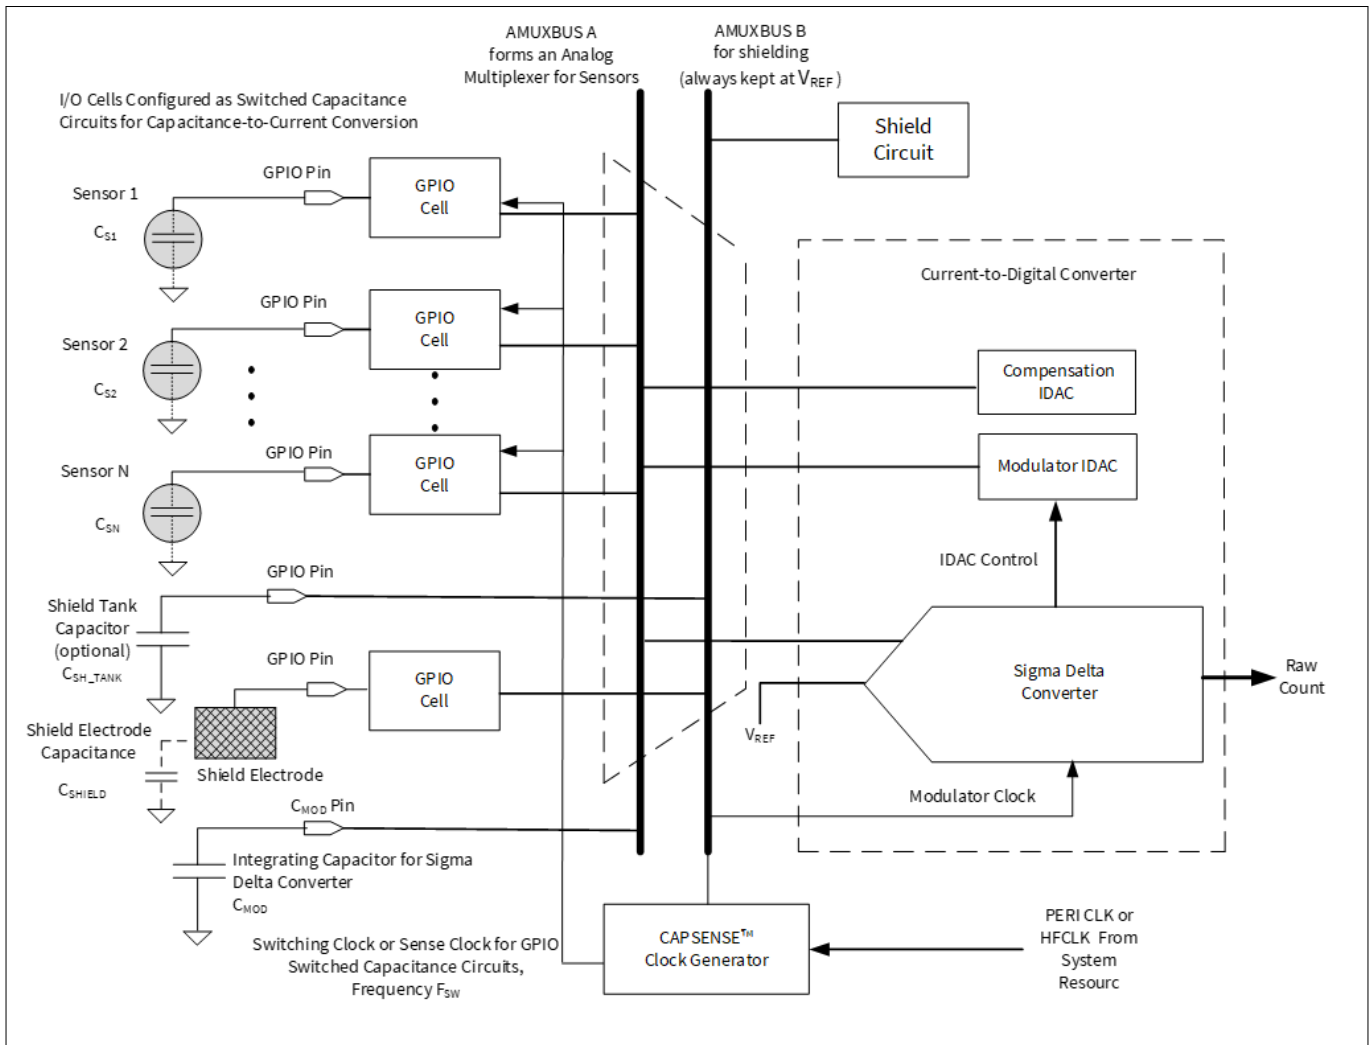 AMUXBUS A
forms an Analog
Multiplexer for Sensors
AMUXBUS B
for shielding
(always kept at VREF)
I/O Cells Configured as Switched Capacitance
Circuits for Capacitance-to-Current Conversion
Shield
Circuit
GPIO Pin
Sensor 1
GPIO
Cell
CS1
Current-to-Digital Converter
GPIO Pin
Sensor 2
GPIO
Cell
CS2
Compensation
IDAC
GPIO Pin
Sensor N
GPIO
Cell
Modulator IDAC
CSN
IDAC Control
GPIO Pin
Shield Tank
Capacitor
(optional)
CSH_TANK
GPIO Pin
GPIO
Cell
Sigma Delta
Converter
Raw
Count
Shield Electrode
Capacitance
VREF
Shield Electrode
CSHIELD
Modulator Clock
CMOD Pin
Integrating Capacitor for Sigma
Delta Converter
CMOD
Switching Clock or Sense Clock for GPIO
Switched Capacitance Circuits,
Frequency FSW
CAPSENSE™
Clock Generator
PERI CLK or
HFCLK From
System
Resourc